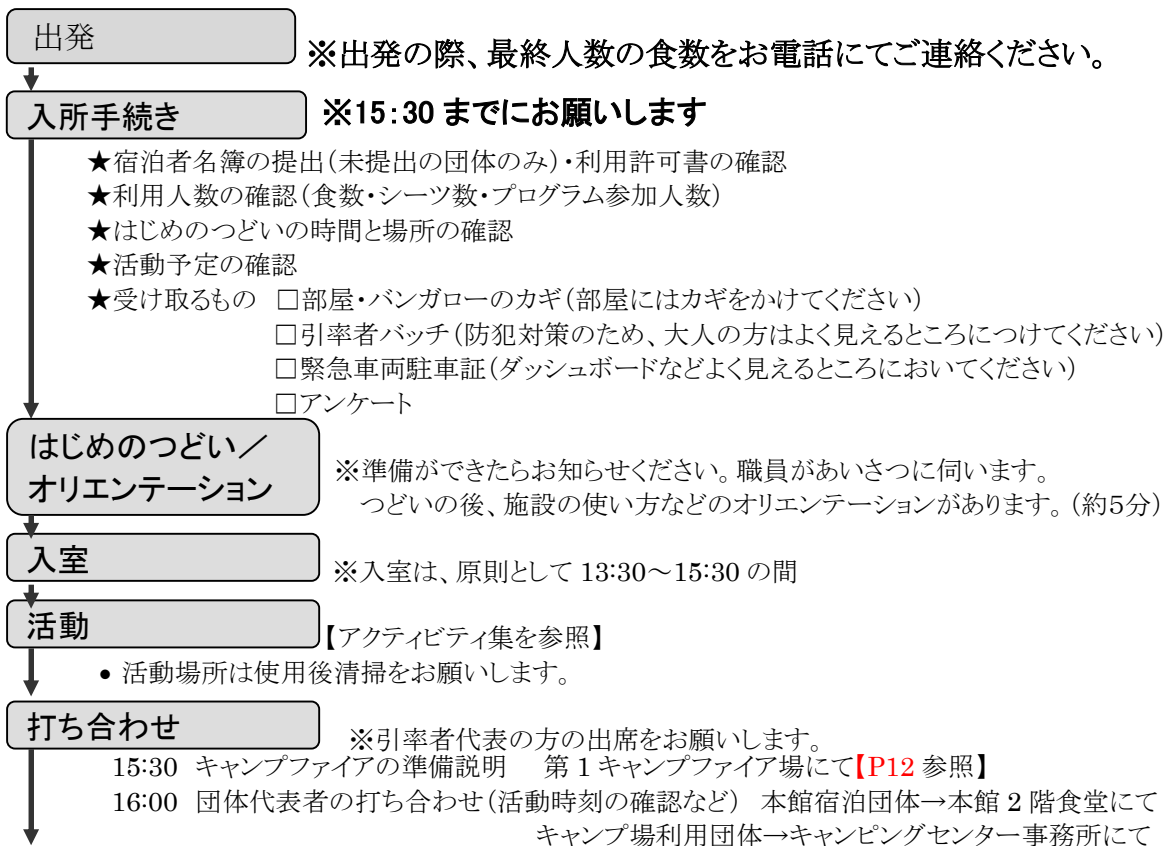 出発
※出発の際、最終人数の食数をお電話にてご連絡ください。
入所手続き
※15:30 までにお願いします
★宿泊者名簿の提出(未提出の団体のみ)・利用許可書の確認
★利用人数の確認(食数・シーツ数・プログラム参加人数)
★はじめのつどいの時間と場所の確認
★活動予定の確認
★受け取るもの □部屋・バンガローのカギ(部屋にはカギをかけてください)
□引率者バッチ(防犯対策のため、大人の方はよく見えるところにつけてください)
□緊急車両駐車証(ダッシュボードなどよく見えるところにおいてください)
□アンケート
はじめのつどい/
オリエンテーション
※準備ができたらお知らせください。職員があいさつに伺います。
つどいの後、施設の使い方などのオリエンテーションがあります。(約5分)
入室
※入室は、原則として 13:30~15:30 の間
活動
【アクティビティ集を参照】
• 活動場所は使用後清掃をお願いします。
打ち合わせ
※引率者代表の方の出席をお願いします。
15:30 キャンプファイアの準備説明 第 1 キャンプファイア場にて【P12 参照】
16:00 団体代表者の打ち合わせ(活動時刻の確認など) 本館宿泊団体→本館 2 階食堂にて
キャンプ場利用団体→キャンピングセンター事務所にて